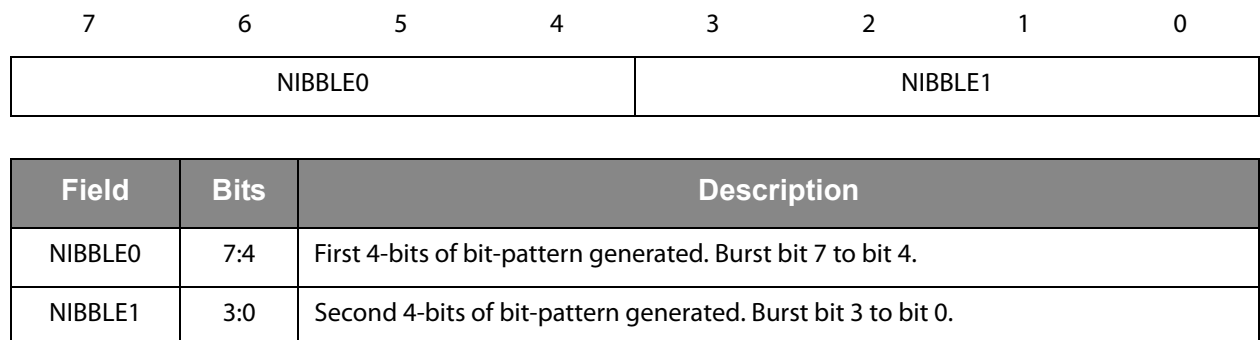 7 6 5 4 3 2 1 0
NIBBLE0 NIBBLE1
Field Bits Description
NIBBLE0 7:4 First 4-bits of bit-pattern generated. Burst bit 7 to bit 4.
NIBBLE1 3:0 Second 4-bits of bit-pattern generated. Burst bit 3 to bit 0.